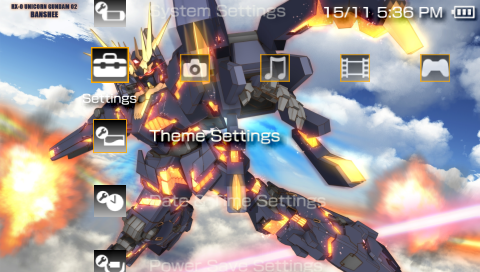 RX-0 UNICORN GUNDAM 02
BANSHEE
System Settings
15/11 5:36 PM
Settings
Theme Settings
Date & Time Settings
Power Save Settings